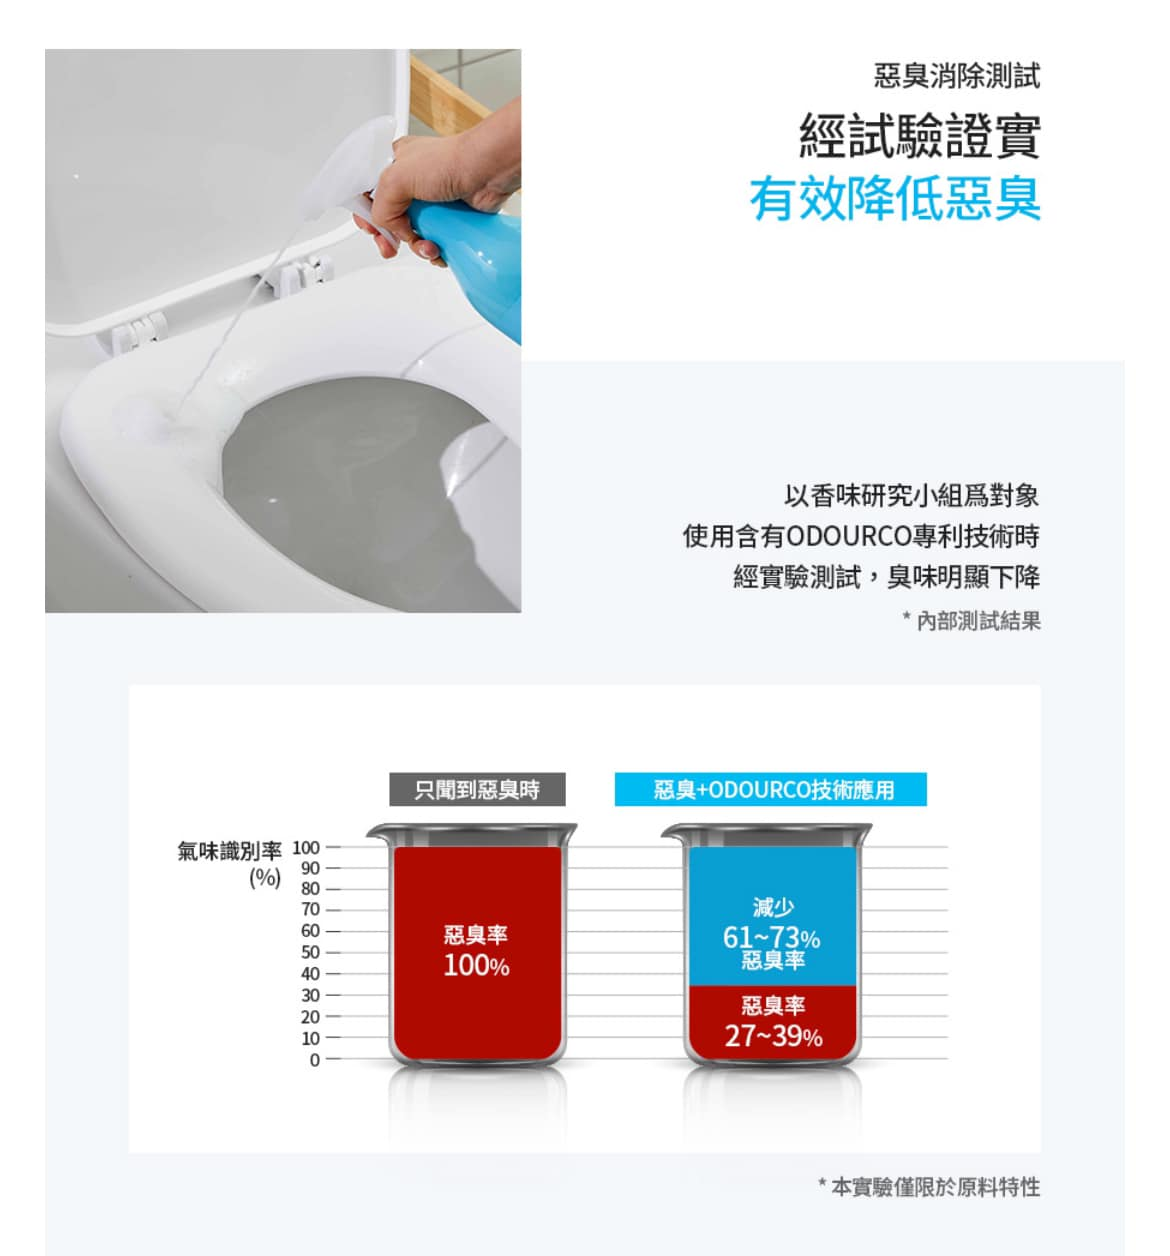 惡臭消除測試
經試驗證實
有效降低惡臭
以香味研究小組爲對象
使用含有ODOURCO專利技術時
經實驗測試，臭味明顯下降
* 內部測試結果
只聞到惡臭時
惡臭+ODOURCO技術應用
氣味識別率
(%)
100
90
80
70
60
50
40
30
20
10
0
惡臭率
100%
減少
61~73%
惡臭率
惡臭率
27~39%
* 本實驗僅限於原料特性